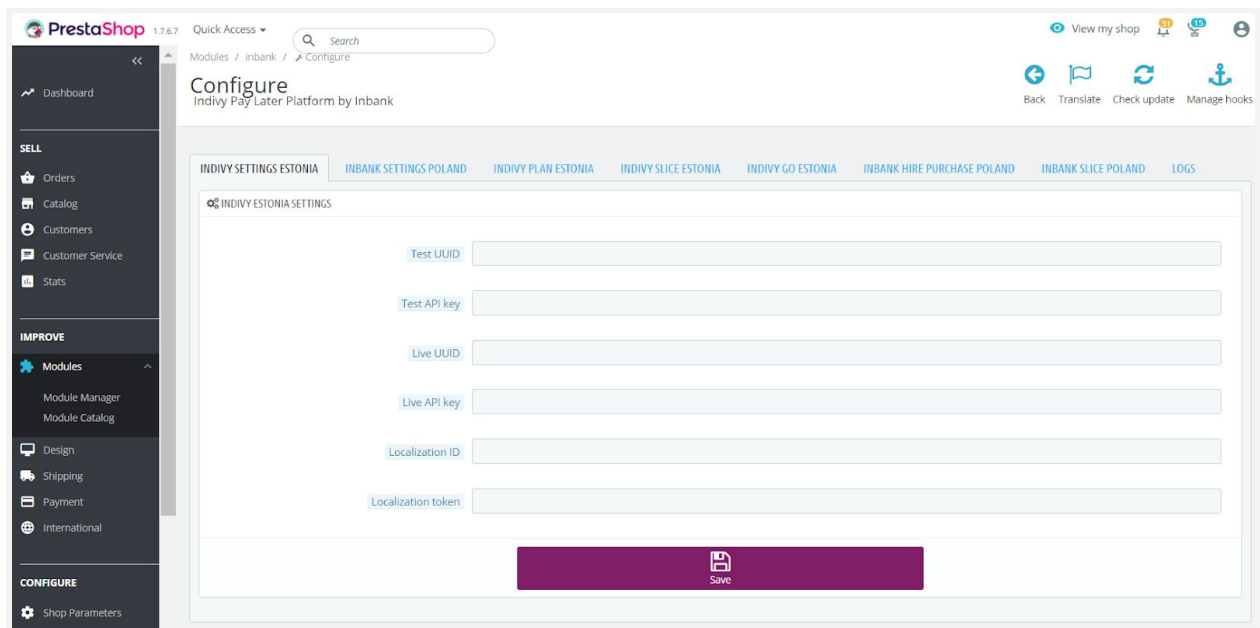 PrestaShop 1.7.6.7
Quick Access
Search
View my shop
31
15
Modules / Inbank / Configure
Configure
Indivy Pay Later Platform by Inbank
Back
Translate
Check update
Manage hooks
Dashboard
SELL
Orders
Catalog
Customers
Customer Service
Stats
IMPROVE
Modules
Module Manager
Module Catalog
Design
Shipping
Payment
International
CONFIGURE
Shop Parameters
INDIVY SETTINGS ESTONIA
INBANK SETTINGS POLAND
INDIVY PLAN ESTONIA
INDIVY SLICE ESTONIA
INDIVY GO ESTONIA
INBANK HIRE PURCHASE POLAND
INBANK SLICE POLAND
LOGS
INDIVY ESTONIA SETTINGS
Test UUID
Test API key
Live UUID
Live API key
Localization ID
Localization token
Save